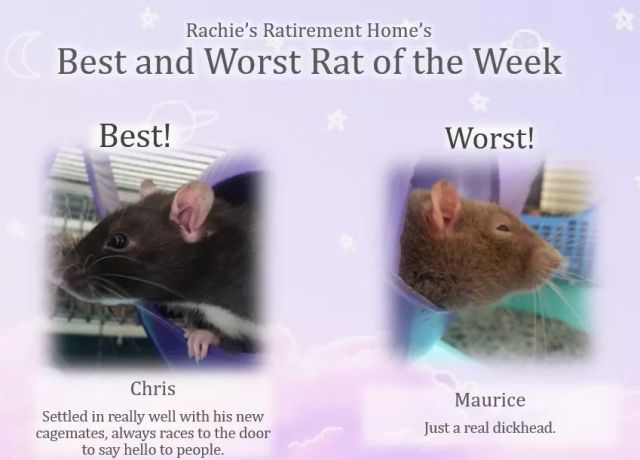 Rachie's Ratirement Home's
Best and Worst Rat of the Week
Best!
Chris
Settled in really well with his new
cagemates, always races to the door
to say hello to people.
Worst!
Maurice
Just a real dickhead.